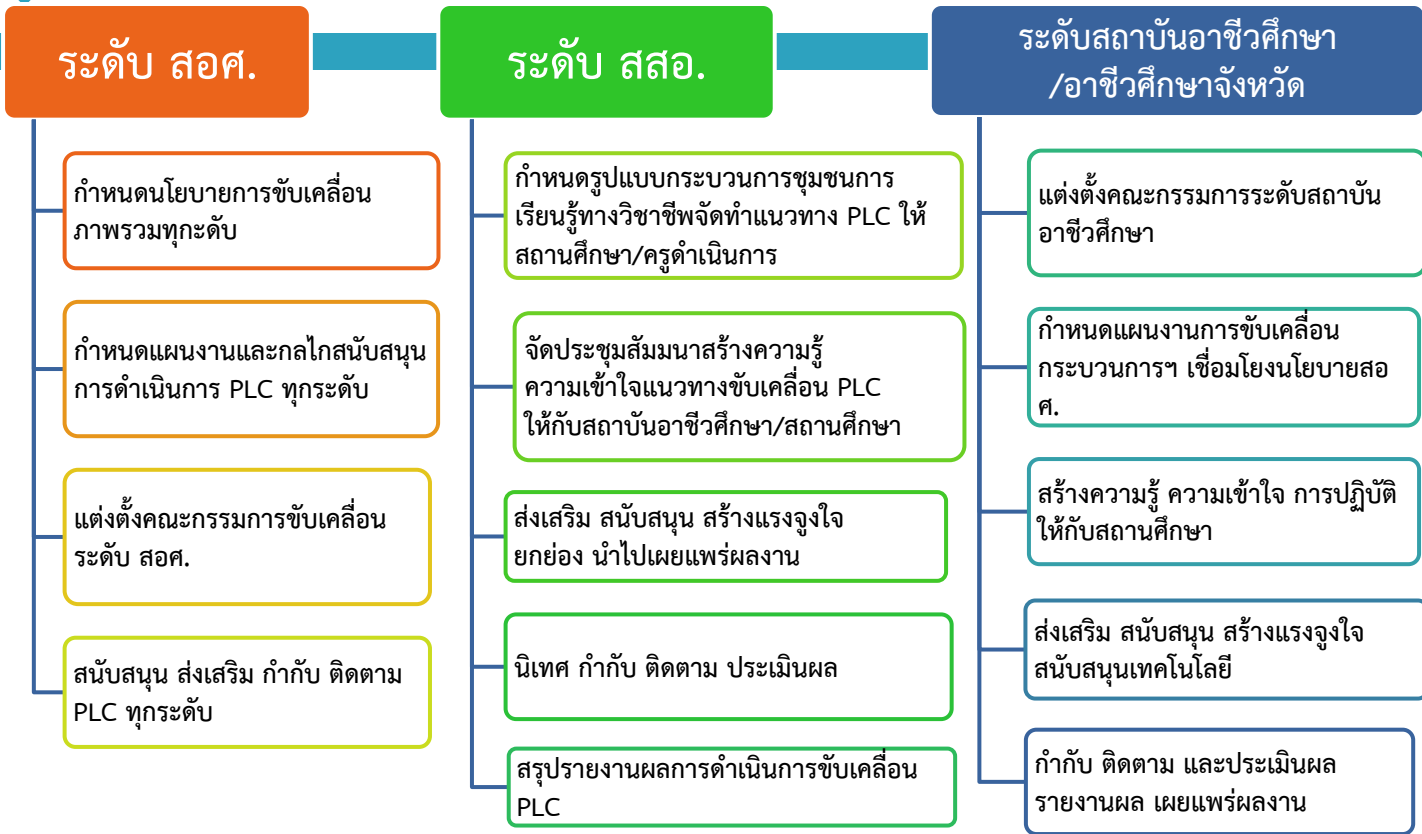 ระดับ สอศ.
กำหนดนโยบายการขับเคลื่อน
ภาพรวมทุกะดับ
กำหนดแผนงานและกลไกสนับสนุน
การดำเนินการ PLC ทุกระดับ
แต่งตั้งคณะกรรมการขับเคลื่อน
ระดับ สอศ.
สนับสนุน ส่งเสริม กำกับ ติดตาม
PLC ทุกระดับ
ระดับ สสอ.
กำหนดรูปแบบกระบวนการชุมชนการ
เรียนรู้ทางวิชาชีพจัดทำแนวทาง PLC ให้
สถานศึกษา/ครูดำเนินการ
จัดประชุมสัมมนาสร้างความรู้
ความเข้าใจแนวทางขับเคลื่อน PLC
ให้กับสถาบันอาชีวศึกษา/สถานศึกษา
ส่งเสริม สนับสนุน สร้างแรงจูงใจ
ยกย่อง นำไปเผยแพร่ผลงาน
นิเทศ กำกับ ติดตาม ประเมินผล
สรุปรายงานผลการดำเนินการขับเคลื่อน
PLC
ระดับสถาบันอาชีวศึกษา
/อาชีวศึกษาจังหวัด
แต่งตั้งคณะกรรมการระดับสถาบัน
อาชีวศึกษา
กำหนดแผนงานการขับเคลื่อน
กระบวนการฯ เชื่อมโยงนโยบายสอ
ศ.
สร้างความรู้ ความเข้าใจ การปฏิบัติ
ให้กับสถานศึกษา
ส่งเสริม สนับสนุน สร้างแรงจูงใจ
สนับสนุนเทคโนโลยี
กำกับ ติดตาม และประเมินผล
รายงานผล เผยแพร่ผลงาน